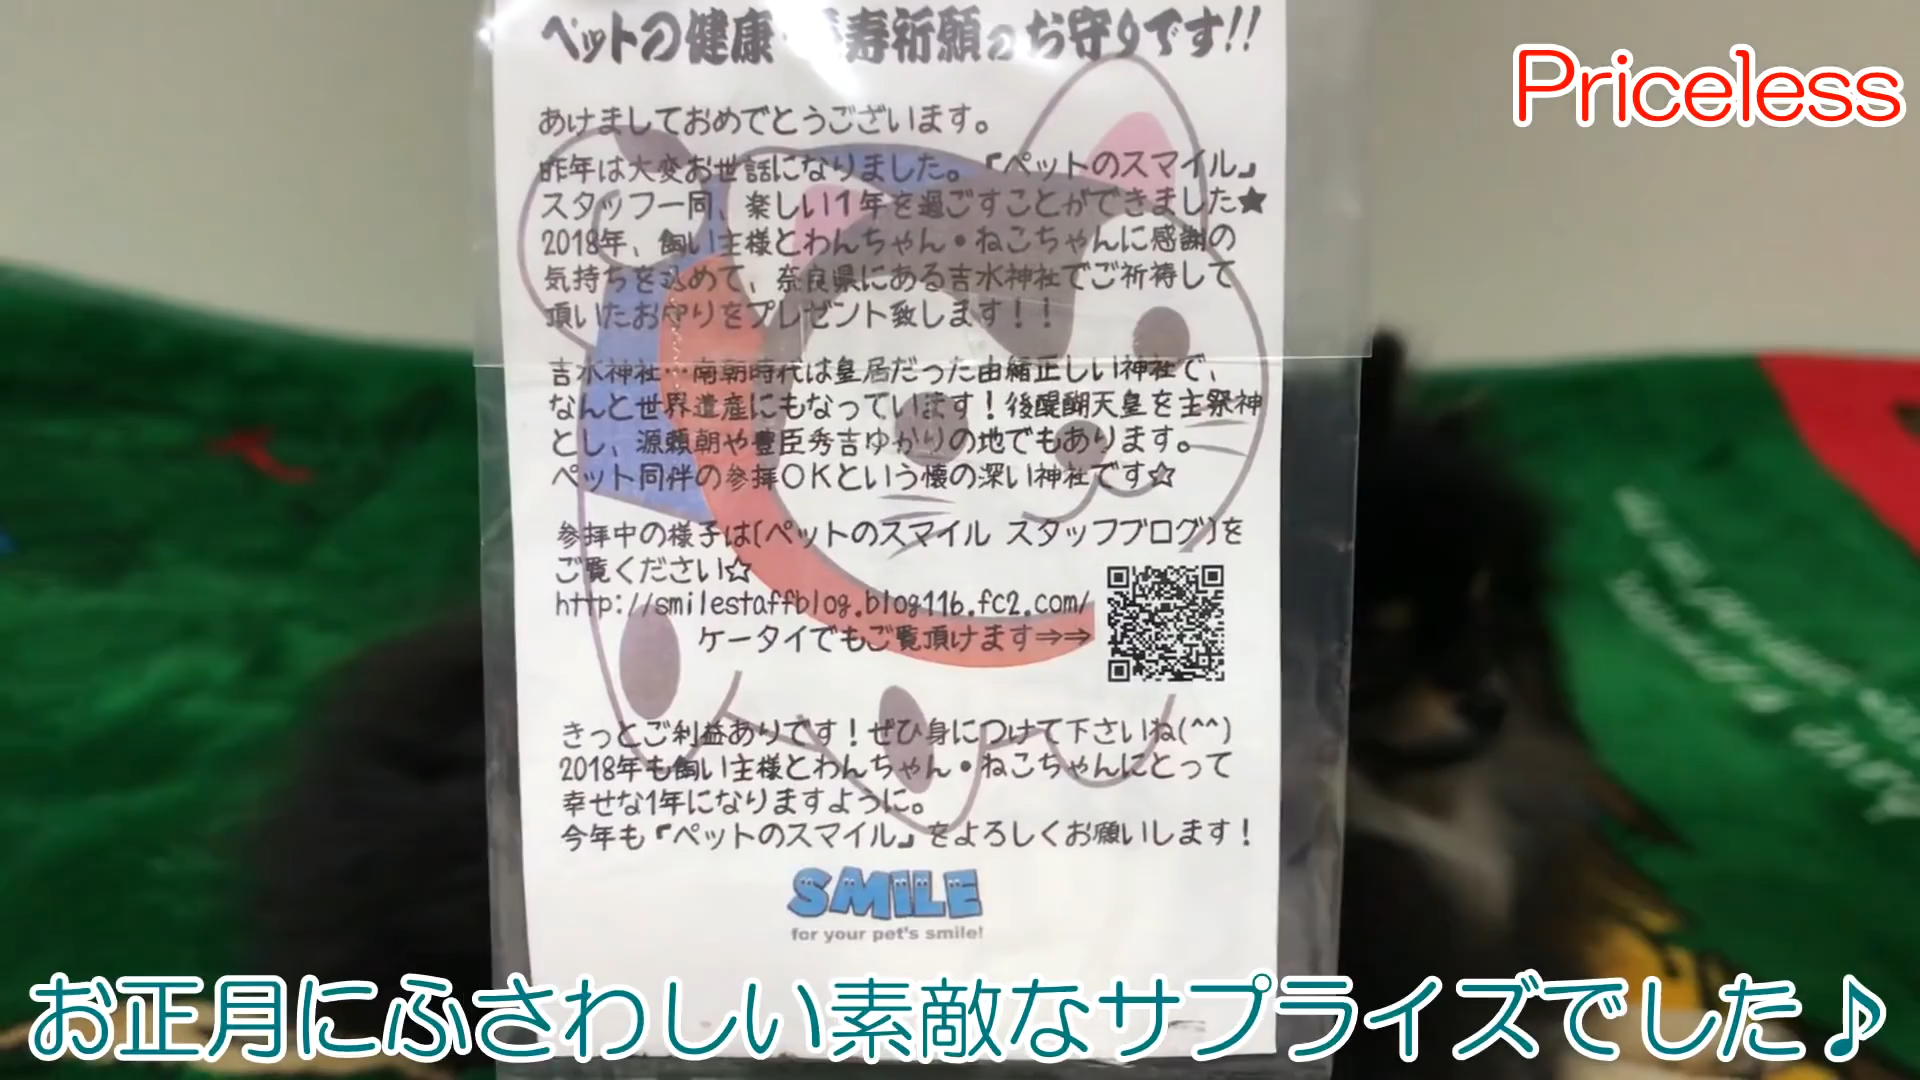 ペットの健康・長寿祈願のお守りです!!
Priceless
あけましておめでとうございます。
昨年は大変お世話になりました。『ペットのスマイル』
スタッフ一同、楽しい1年を過ごすことができました★
2018年、飼い主様とわんちゃん・ねこちゃんに感謝の
気持ちを込めて、奈良県にある吉水神社でご祈祷して
頂いたお守りをプレゼント致します！！
吉水神社…南朝時代は皇居だった由緒正しい神社で、
なんと世界遺産にもなっています！後醍醐天皇を主祭神
とし、源頼朝や豊臣秀吉ゆかりの地でもあります。
ペット同伴の参拝OKという懐の深い神社です☆
参拝中の様子は(ペットのスマイル スタッフブログ)を
ご覧ください☆
http://smilestaffblog.blog116.fc2.com/
ケータイでもご覧頂けます⇒⇒
きっとご利益ありです！ぜひ身につけて下さいね(^^)
2018年も飼い主様とわんちゃん・ねこちゃんにとって
幸せな1年になりますように。
今年も『ペットのスマイル』をよろしくお願いします！
SMILE
for your pet's smile!
お正月にふさわしい素敵なサプライズでした♪